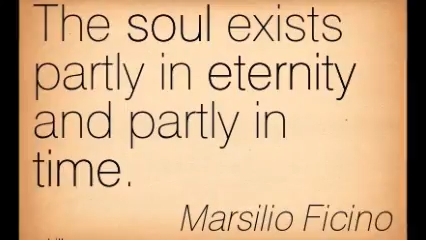 The soul exists
partly in eternity
and partly in
time.
Marsilio Ficino